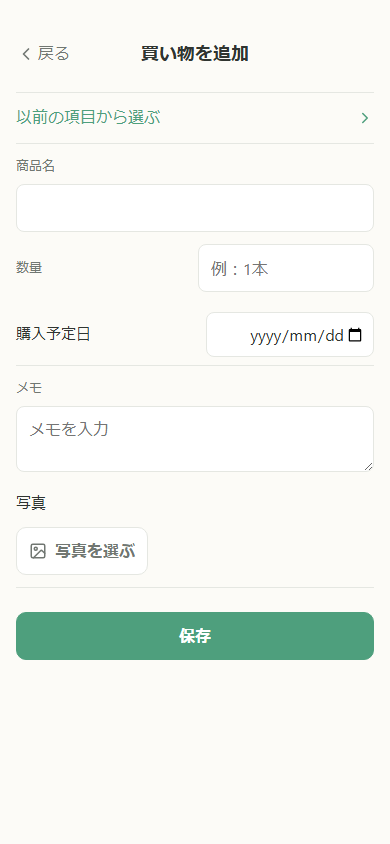 戻る
買い物を追加
以前の項目から選ぶ
商品名
数量
例：1本
購入予定日
yyyy/mm/dd
メモ
メモを入力
写真
写真を選ぶ
保存